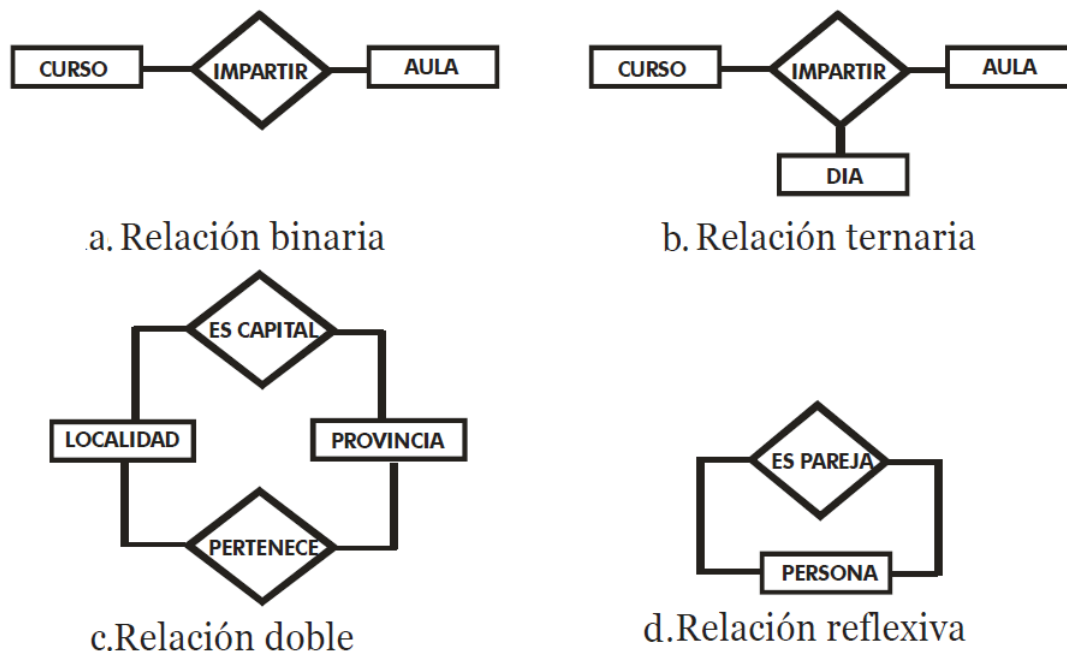 CURSO IMPARTIR AULA
CURSO IMPARTIR AULA
DIA
a. Relación binaria
b. Relación ternaria
ES CAPITAL
LOCALIDAD PROVINCIA
PERTENECE
c.Relación doble
ES PAREJA
PERSONA
d.Relación reflexiva